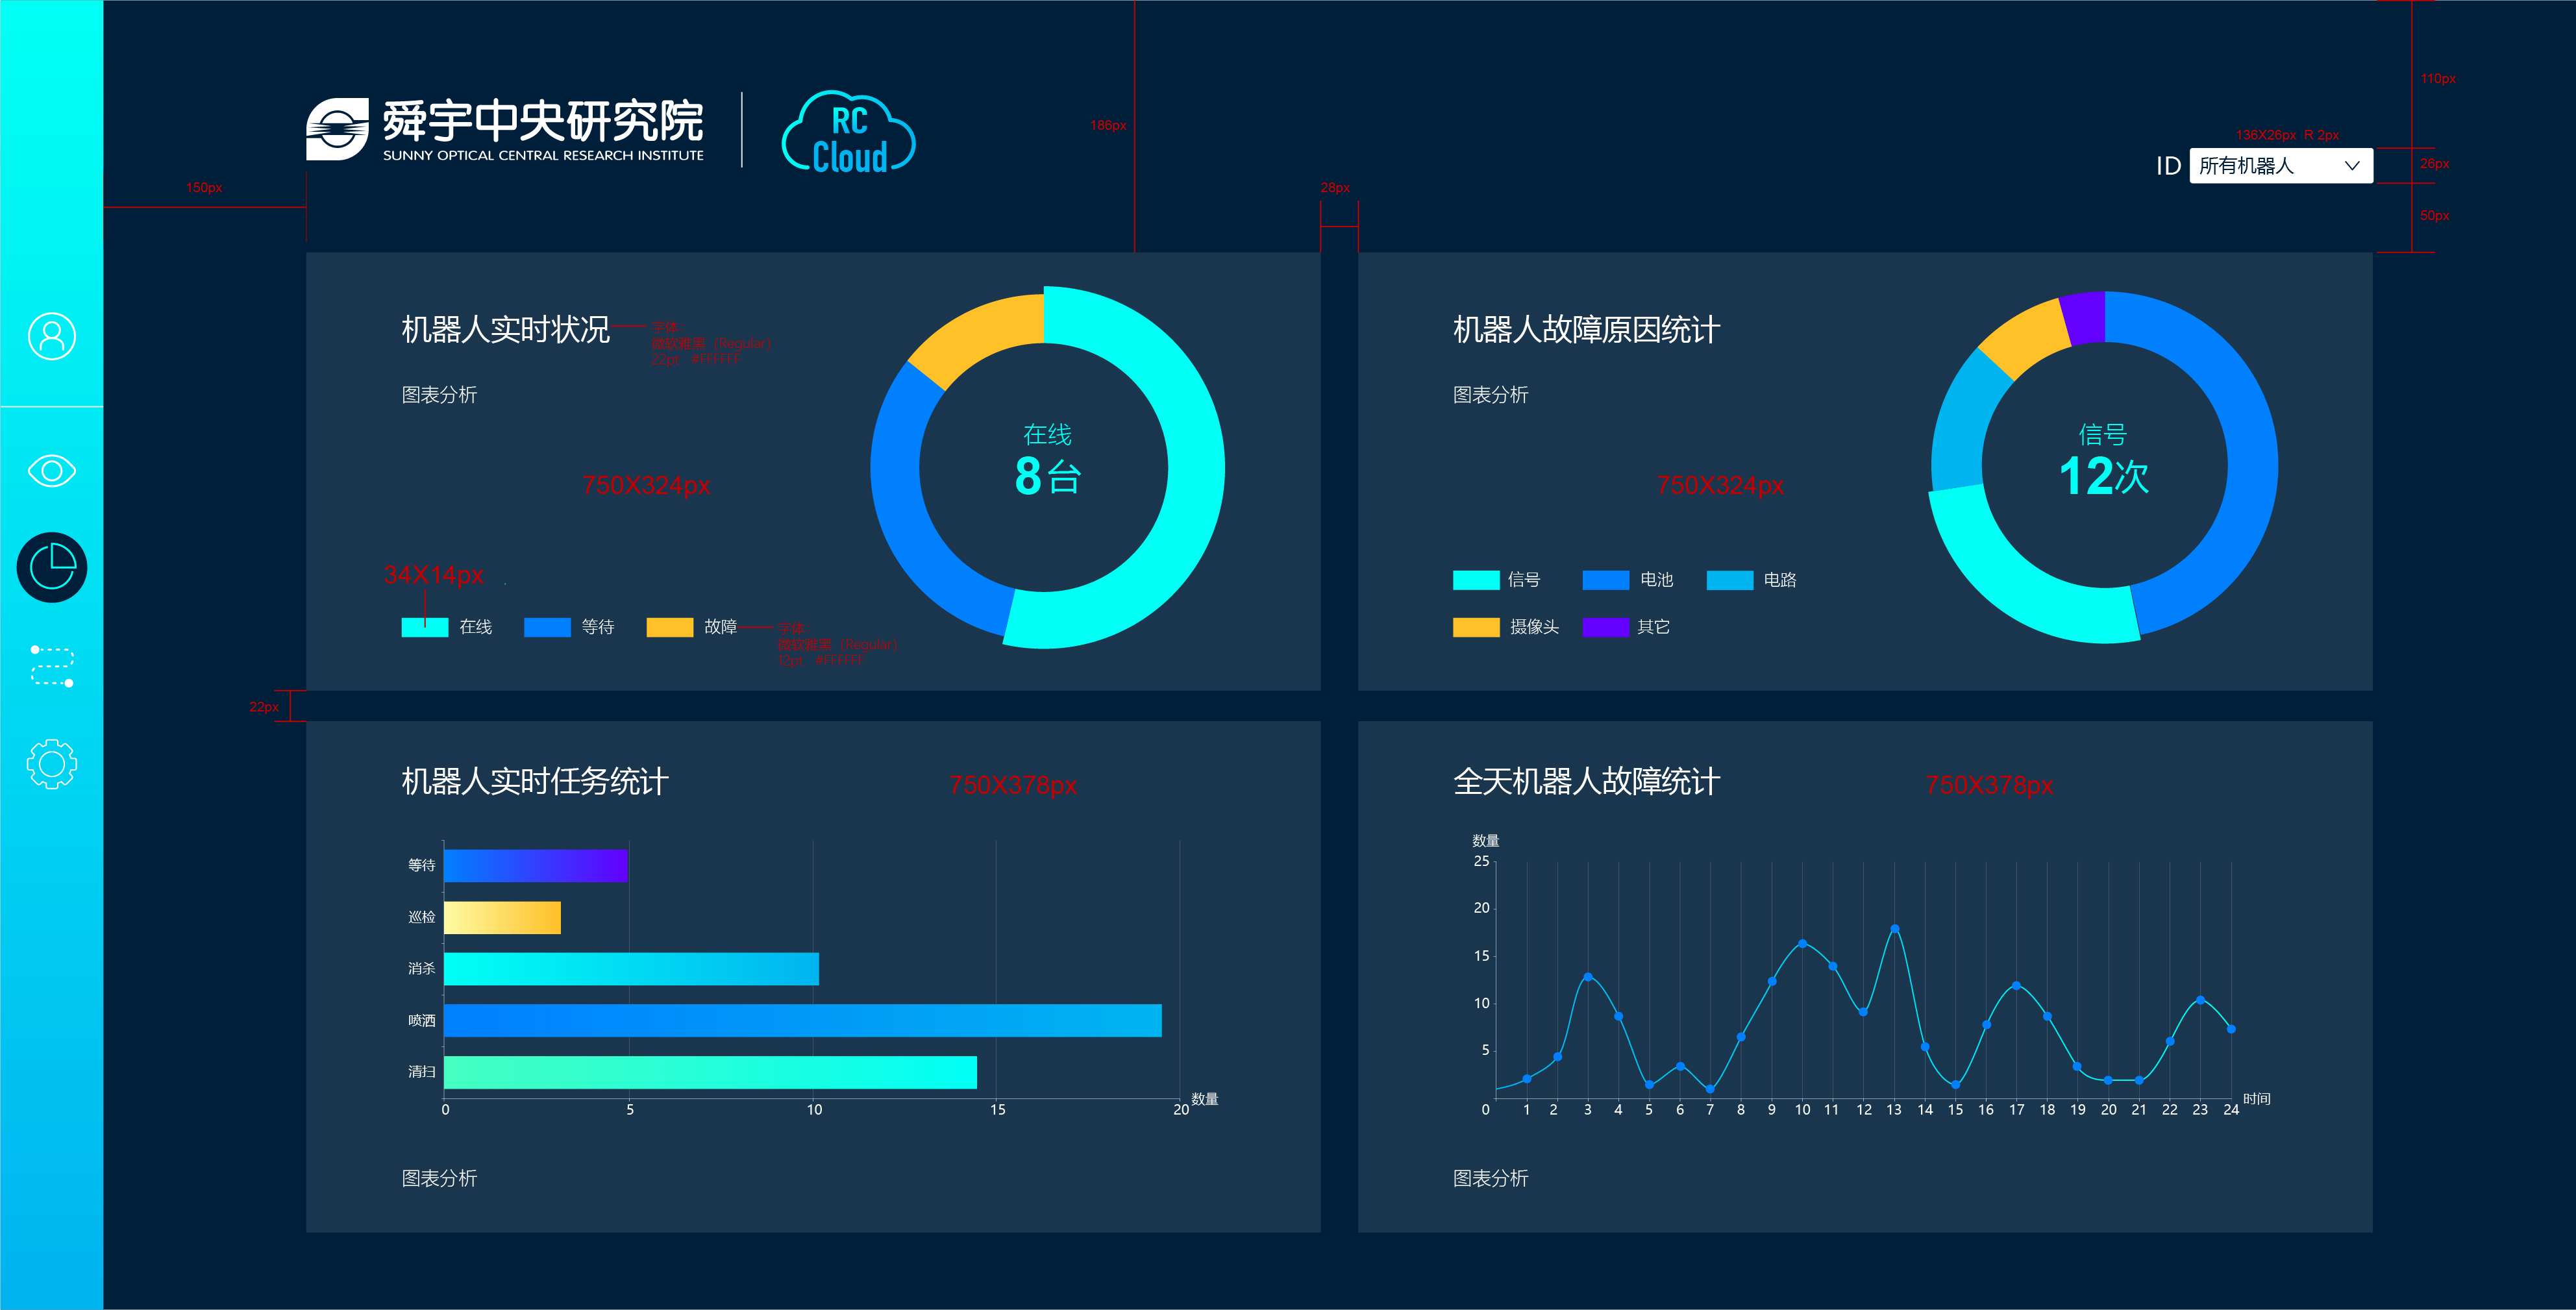 舜宇中央研究院
SUNNY OPTICAL CENTRAL RESEARCH INSTITUTE
RC
Cloud
186px
110px
136X26px R 2px
ID 所有机器人
26px
150px
28px
50px
机器人实时状况
字体:
微软雅黑 (Regular)
22pt #FFFFFF
图表分析
在线
8台
750X324px
34X14px
在线 等待 故障
字体:
微软雅黑 (Regular)
12pt #FFFFFF
机器人故障原因统计
图表分析
信号
12次
750X324px
信号 电池 电路
摄像头 其它
22px
机器人实时任务统计
750X378px
等待
巡检
消杀
喷洒
清扫
0 5 10 15 20 数量
图表分析
全天机器人故障统计
750X378px
数量
25
20
15
10
5
0 1 2 3 4 5 6 7 8 9 10 11 12 13 14 15 16 17 18 19 20 21 22 23 24 时间
图表分析